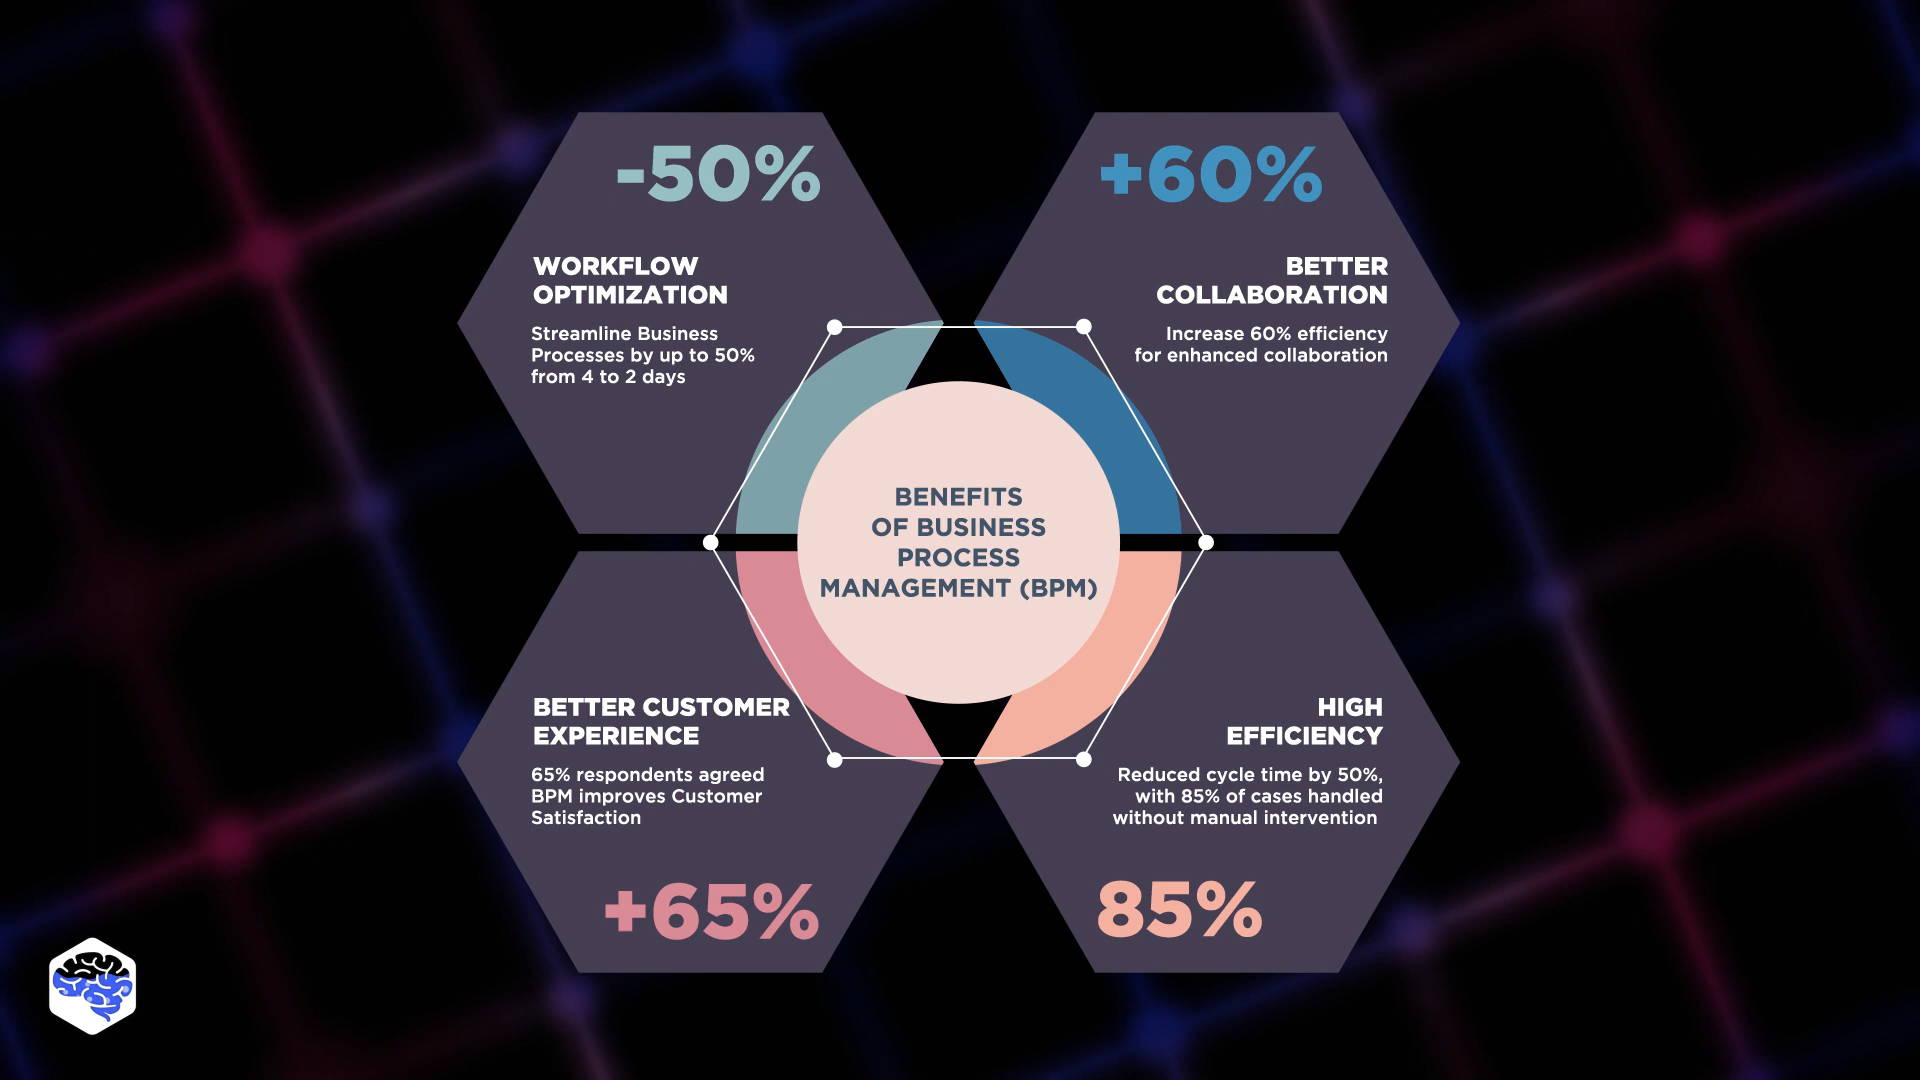 -50%
WORKFLOW
OPTIMIZATION
Streamline Business
Processes by up to 50%
from 4 to 2 days
+60%
BETTER
COLLABORATION
Increase 60% efficiency
for enhanced collaboration
BENEFITS
OF BUSINESS
PROCESS
MANAGEMENT (BPM)
BETTER CUSTOMER
EXPERIENCE
65% respondents agreed
BPM improves Customer
Satisfaction
+65%
HIGH
EFFICIENCY
Reduced cycle time by 50%,
with 85% of cases handled
without manual intervention
85%